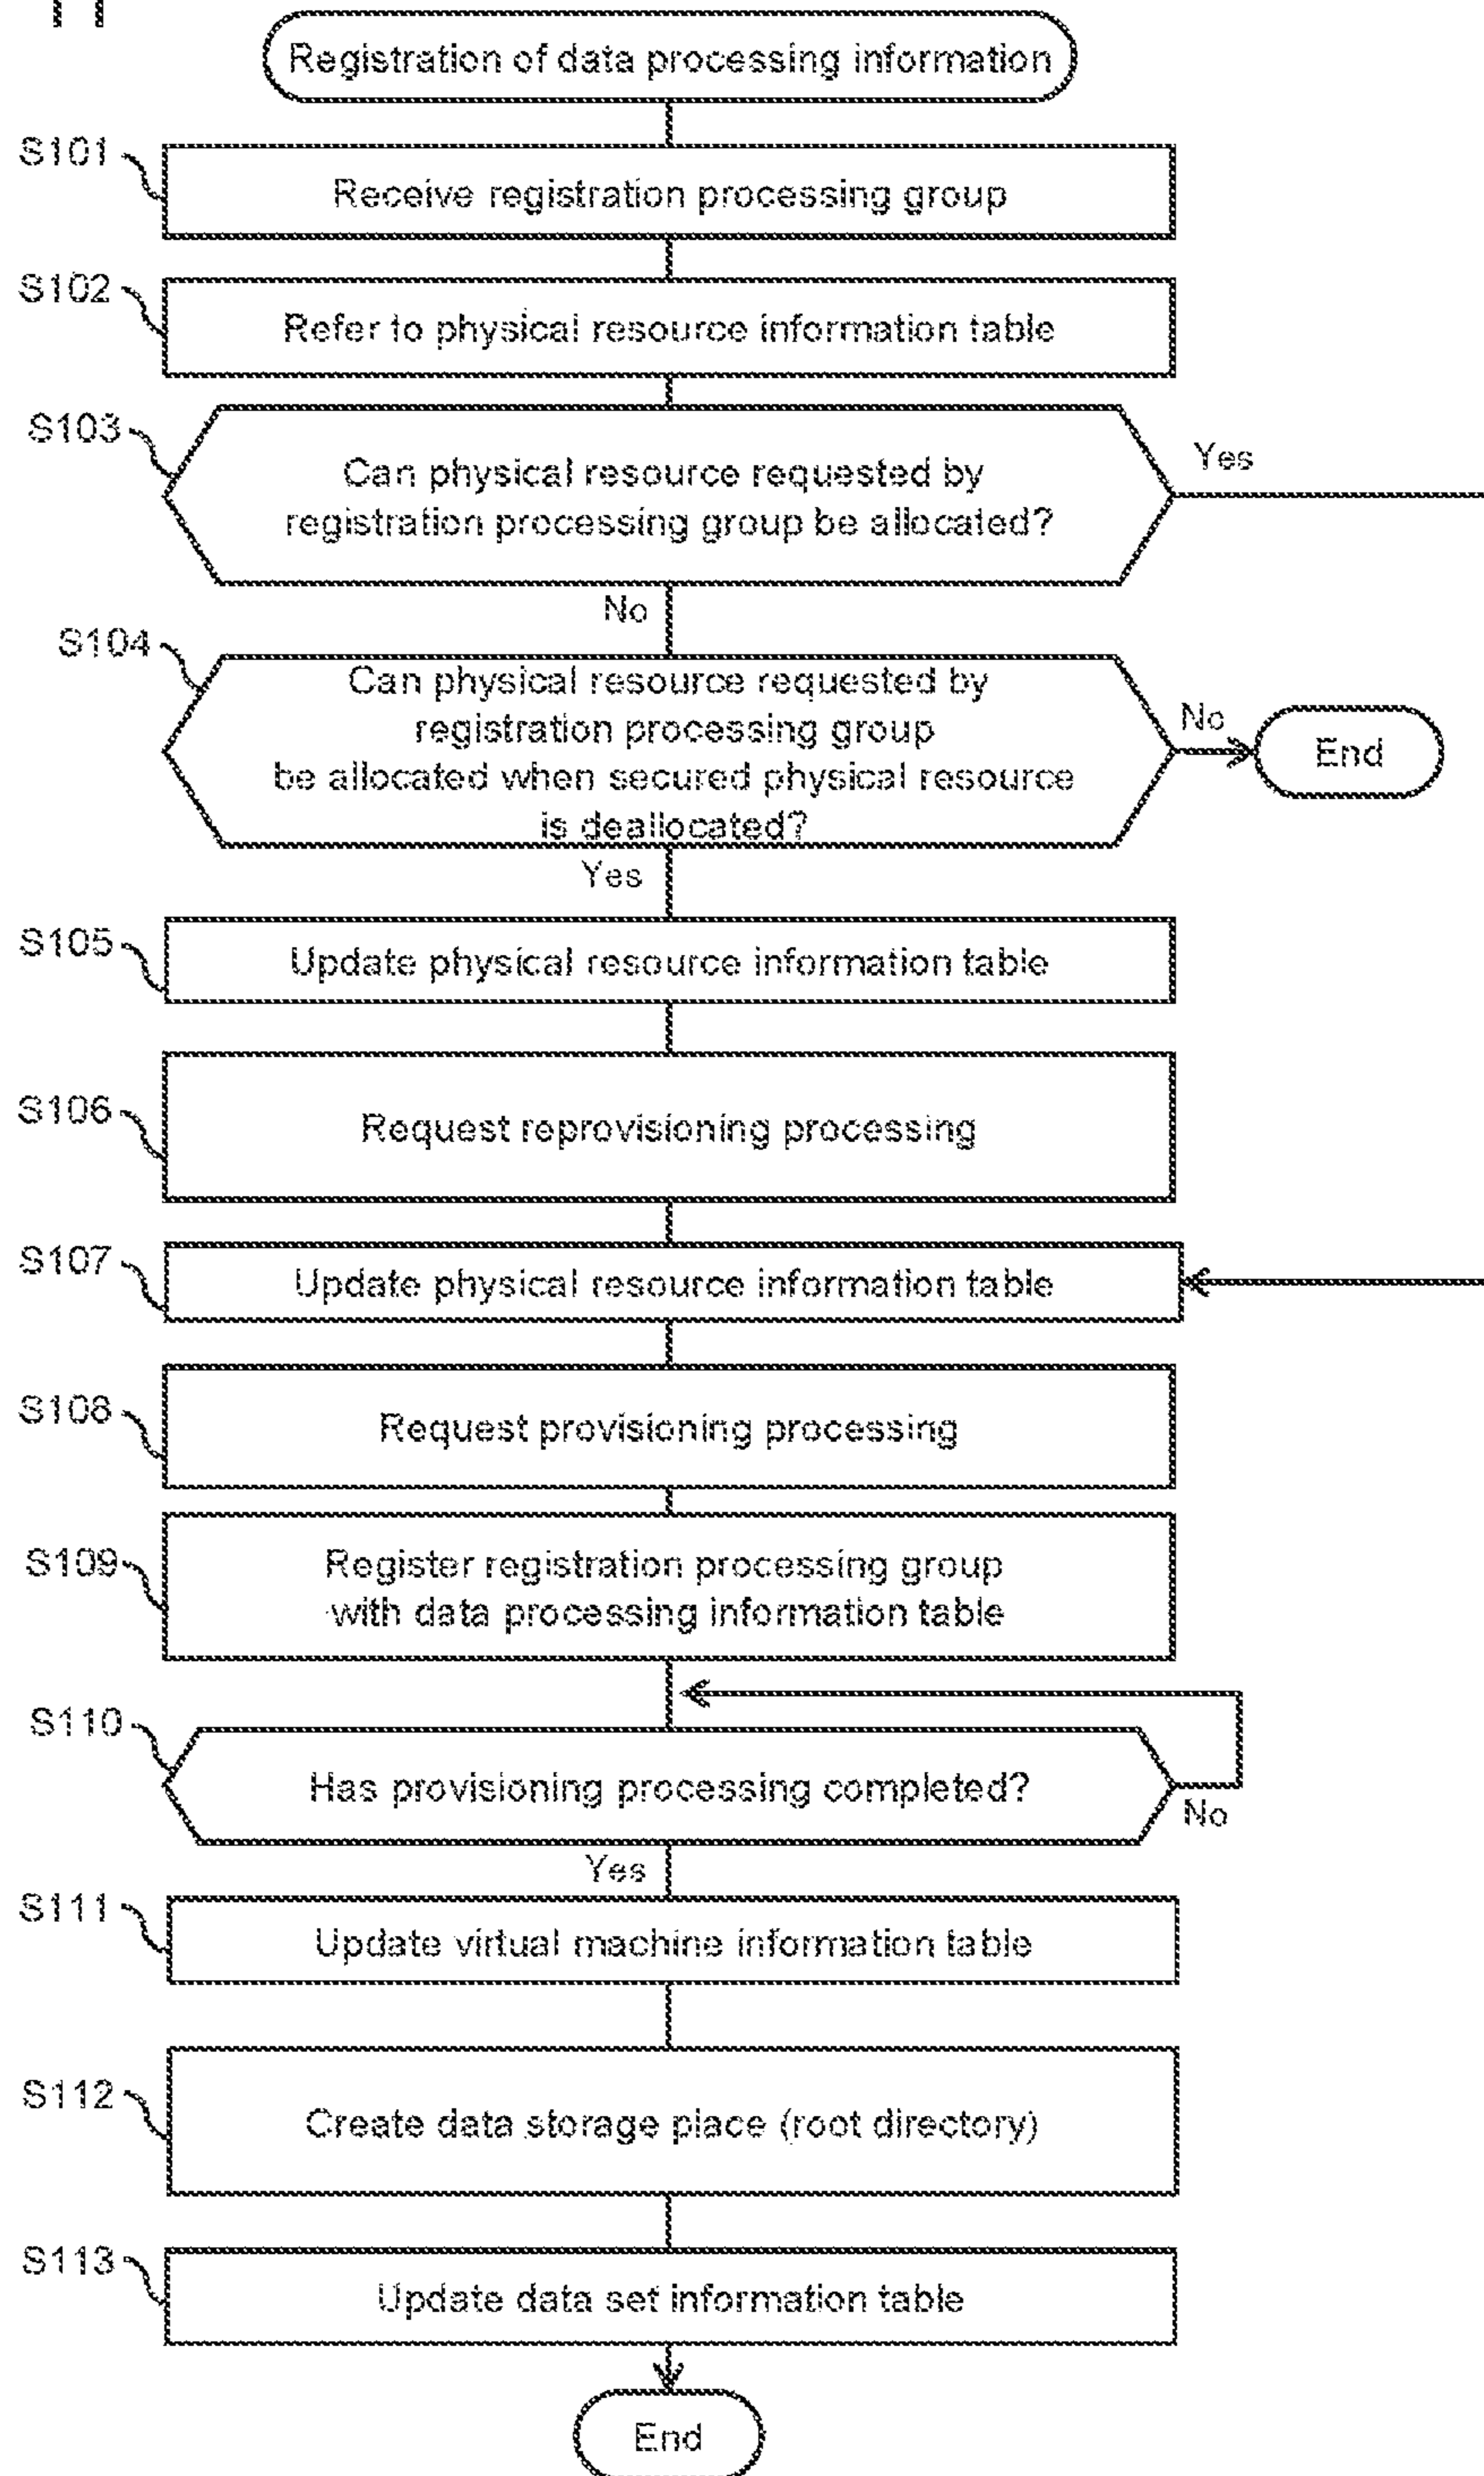 Registration of data processing information
S101
Receive registration processing group
S102
Refer to physical resource information table
S103
Can physical resource requested by
registration processing group be allocated?
Yes
No
S104
Can physical resource requested by
registration processing group
be allocated when secured physical resource
is deallocated?
No
End
Yes
S105
Update physical resource information table
S106
Request reprovisioning processing
S107
Update physical resource information table
S108
Request provisioning processing
S109
Register registration processing group
with data processing information table
S110
Has provisioning processing completed?
No
Yes
S111
Update virtual machine information table
S112
Create data storage place (root directory)
S113
Update data set information table
End